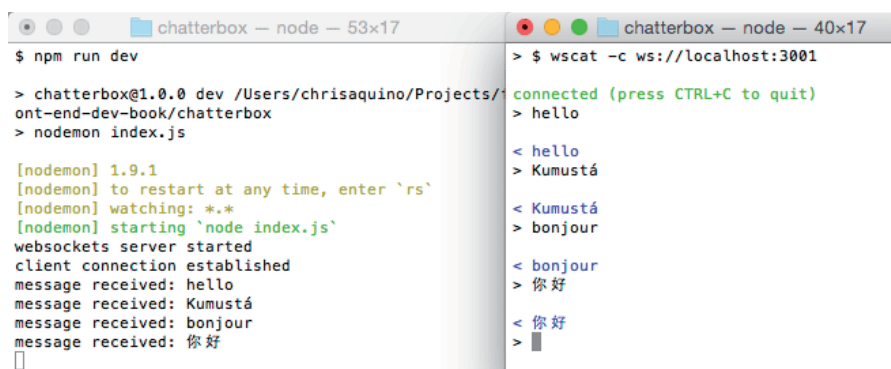 chatterbox — node — 53×17
$ npm run dev
> chatterbox@1.0.0 dev /Users/chrisaquino/Projects/
ont-end-dev-book/chatterbox
> nodemon index.js
[nodemon] 1.9.1
[nodemon] to restart at any time, enter `rs`
[nodemon] watching: *.*
[nodemon] starting `node index.js`
websockets server started
client connection established
message received: hello
message received: Kumustá
message received: bonjour
message received: 你好
chatterbox — node — 40×17
> $ wscat -c ws://localhost:3001
connected (press CTRL+C to quit)
> hello
< hello
> Kumustá
< Kumustá
> bonjour
< bonjour
> 你好
< 你好
>